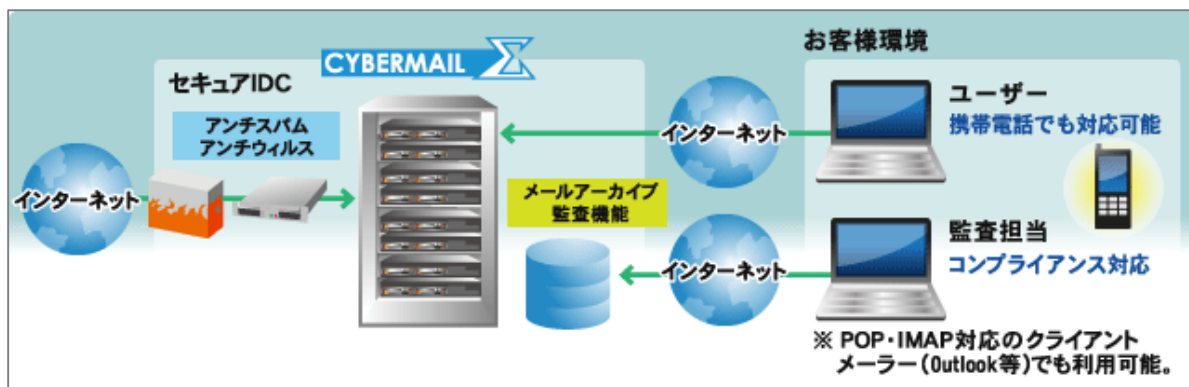 お客様環境
CYBERMAIL Σ
セキュアIDC
アンチスパム
アンチウィルス
インターネット
メールアーカイブ
監査機能
インターネット
インターネット
ユーザー
携帯電話でも対応可能
監査担当
コンプライアンス対応
※ POP・IMAP対応のクライアント
メーラー(Outlook等)でも利用可能。